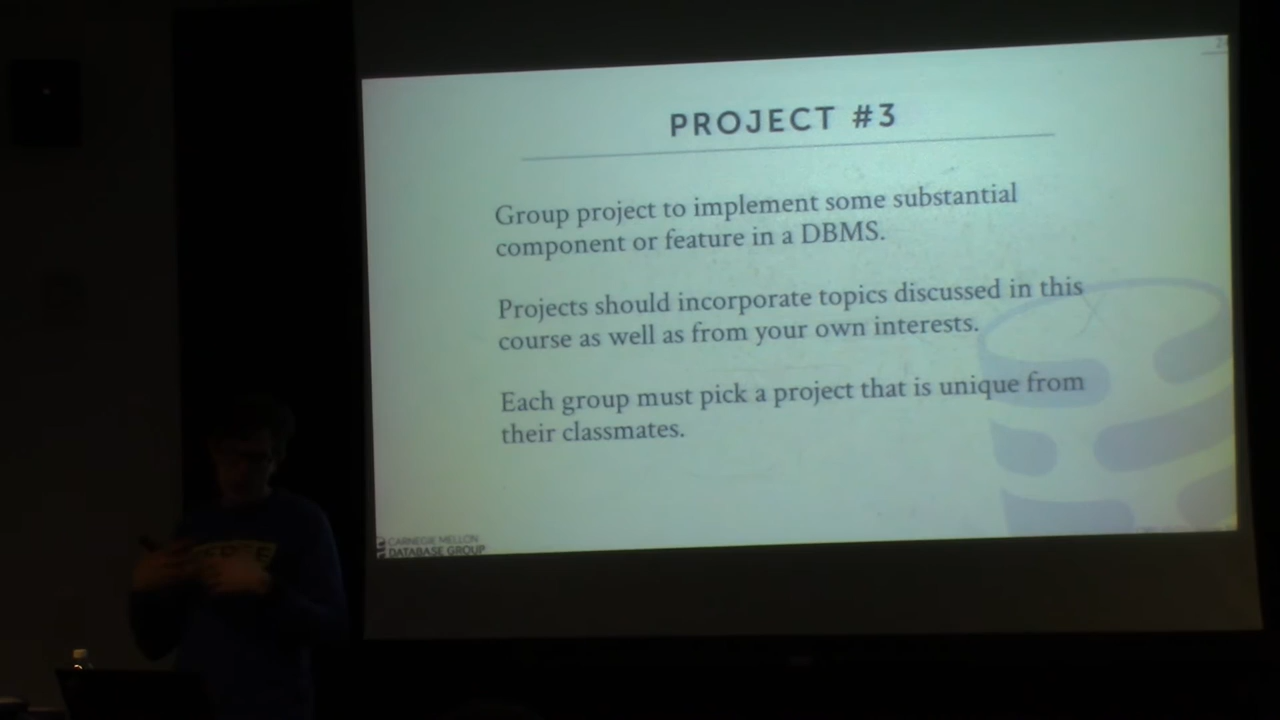 PROJECT #3
Group project to implement some substantial
component or feature in a DBMS.
Projects should incorporate topics discussed in this
course as well as from your own interests.
Each group must pick a project that is unique from
their classmates.
CARNEGIE MELLON
DATABASE GROUP